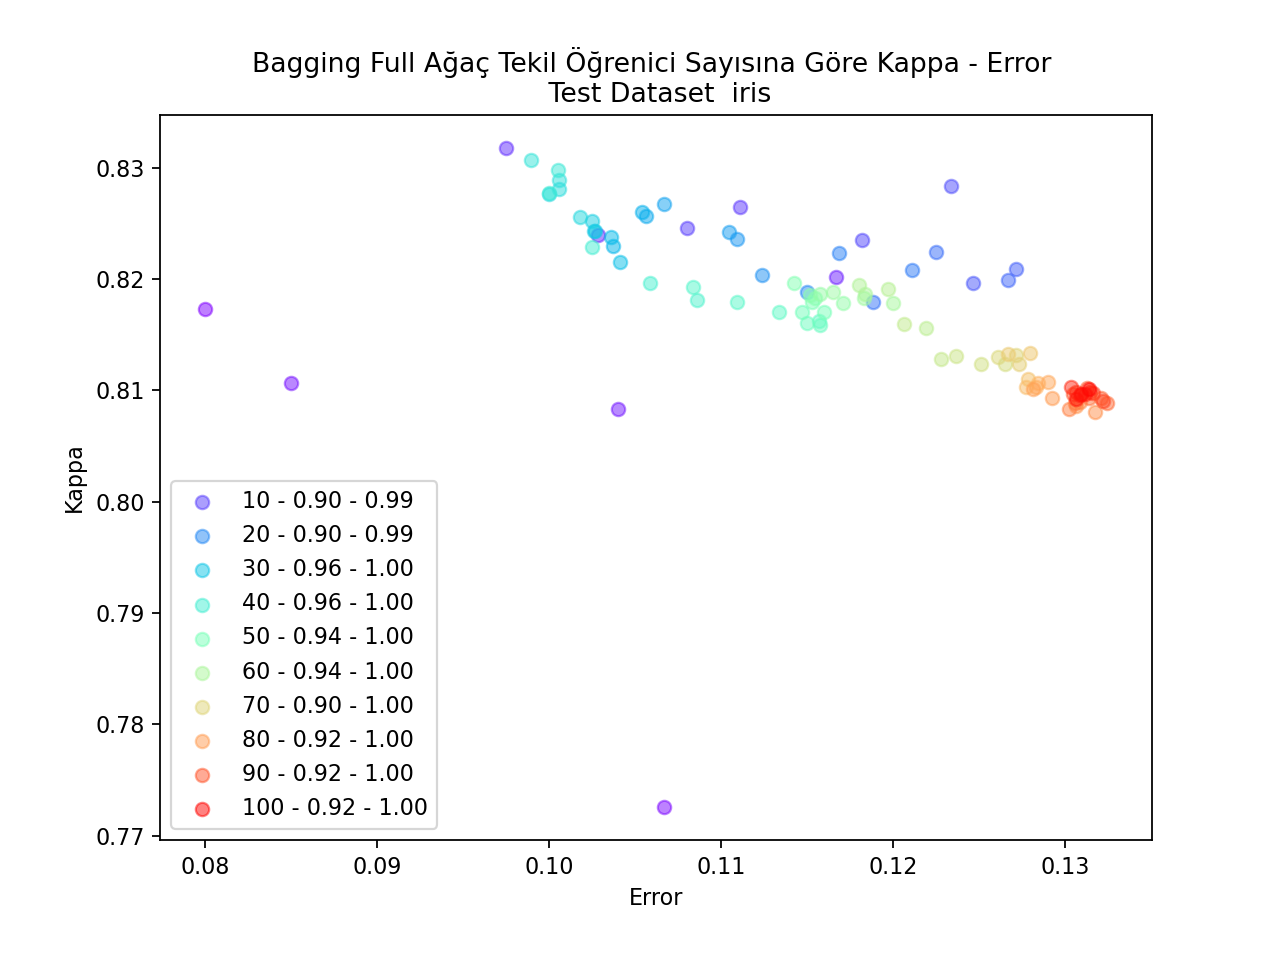 Bagging Full Ağaç Tekil Öğrenici Sayısına Göre Kappa - Error
Test Dataset  iris
Kappa
0.83
0.82
0.81
0.80
0.79
0.78
0.77
10 - 0.90 - 0.99
20 - 0.90 - 0.99
30 - 0.96 - 1.00
40 - 0.96 - 1.00
50 - 0.94 - 1.00
60 - 0.94 - 1.00
70 - 0.90 - 1.00
80 - 0.92 - 1.00
90 - 0.92 - 1.00
100 - 0.92 - 1.00
0.08 0.09 0.10 0.11 0.12 0.13
Error